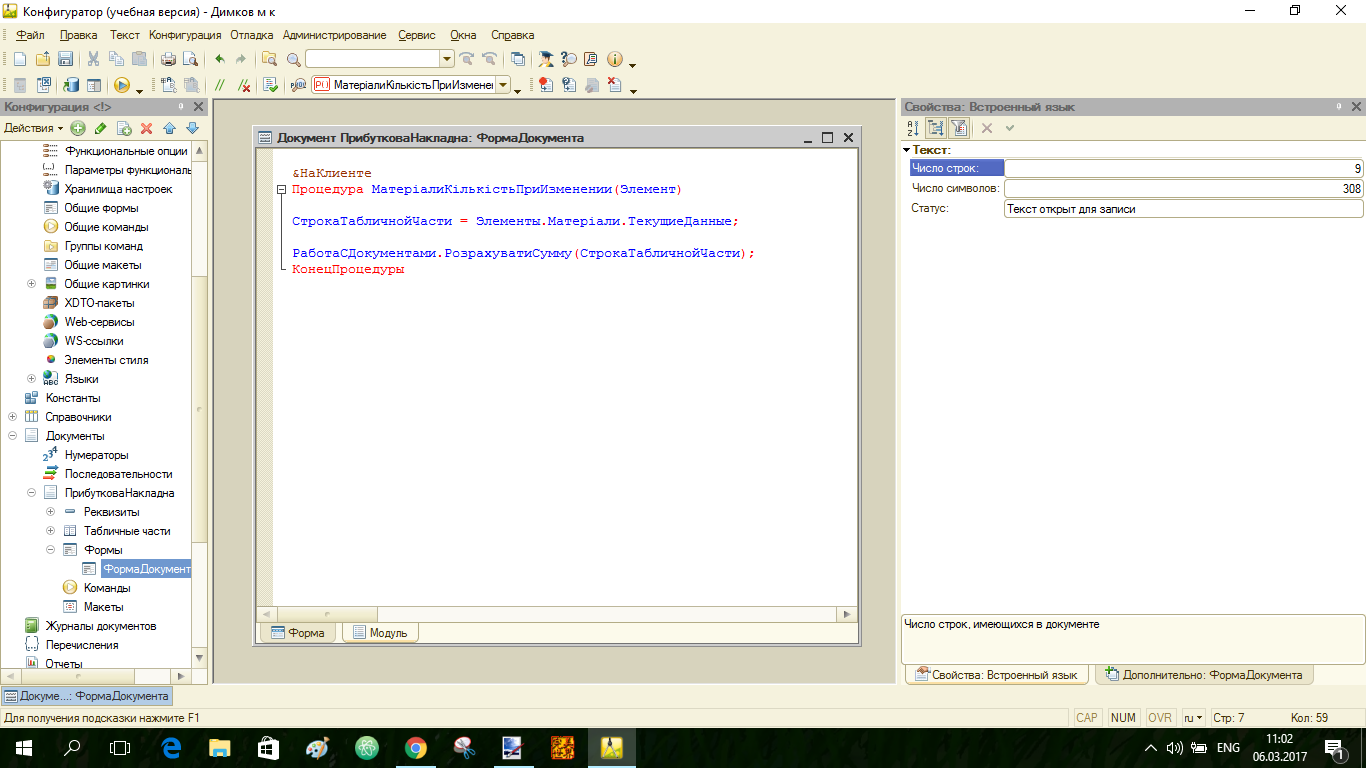 Конфигуратор (учебная версия) - Димков м к
Файл Правка Текст Конфигурация Отладка Администрирование Сервис Окна Справка
МатеріалиКількістьПриИзменен
Конфигурация <!>
Действия
Функциональные опции
Параметры функциональ
Хранилища настроек
Общие формы
Общие команды
Группы команд
Общие макеты
Общие картинки
XDTO-пакеты
Web-сервисы
WS-ссылки
Элементы стиля
Языки
Константы
Справочники
Документы
Нумераторы
Последовательности
ПрибутковаНакладна
Реквизиты
Табличные части
Формы
ФормаДокумент
Команды
Макеты
Журналы документов
Перечисления
Отчеты
Документ ПрибутковаНакладна: ФормаДокумента
&НаКлиенте
Процедура МатеріалиКількістьПриИзменении(Элемент)
СтрокаТабличнойЧасти = Элементы.Матеріали.ТекущиеДанные;
РаботаСДокументами.РозрахуватиСумму(СтрокаТабличнойЧасти);
КонецПроцедуры
Форма Модуль
Свойства: Встроенный язык
Текст:
Число строк: 9
Число символов: 308
Статус: Текст открыт для записи
Число строк, имеющихся в документе
Свойства: Встроенный язык Дополнительно: ФормаДокумента
Докуме...: ФормаДокумента
Для получения подсказки нажмите F1 CAP NUM OVR ru Стр: 7 Кол: 59
ENG 11:02
06.03.2017 1